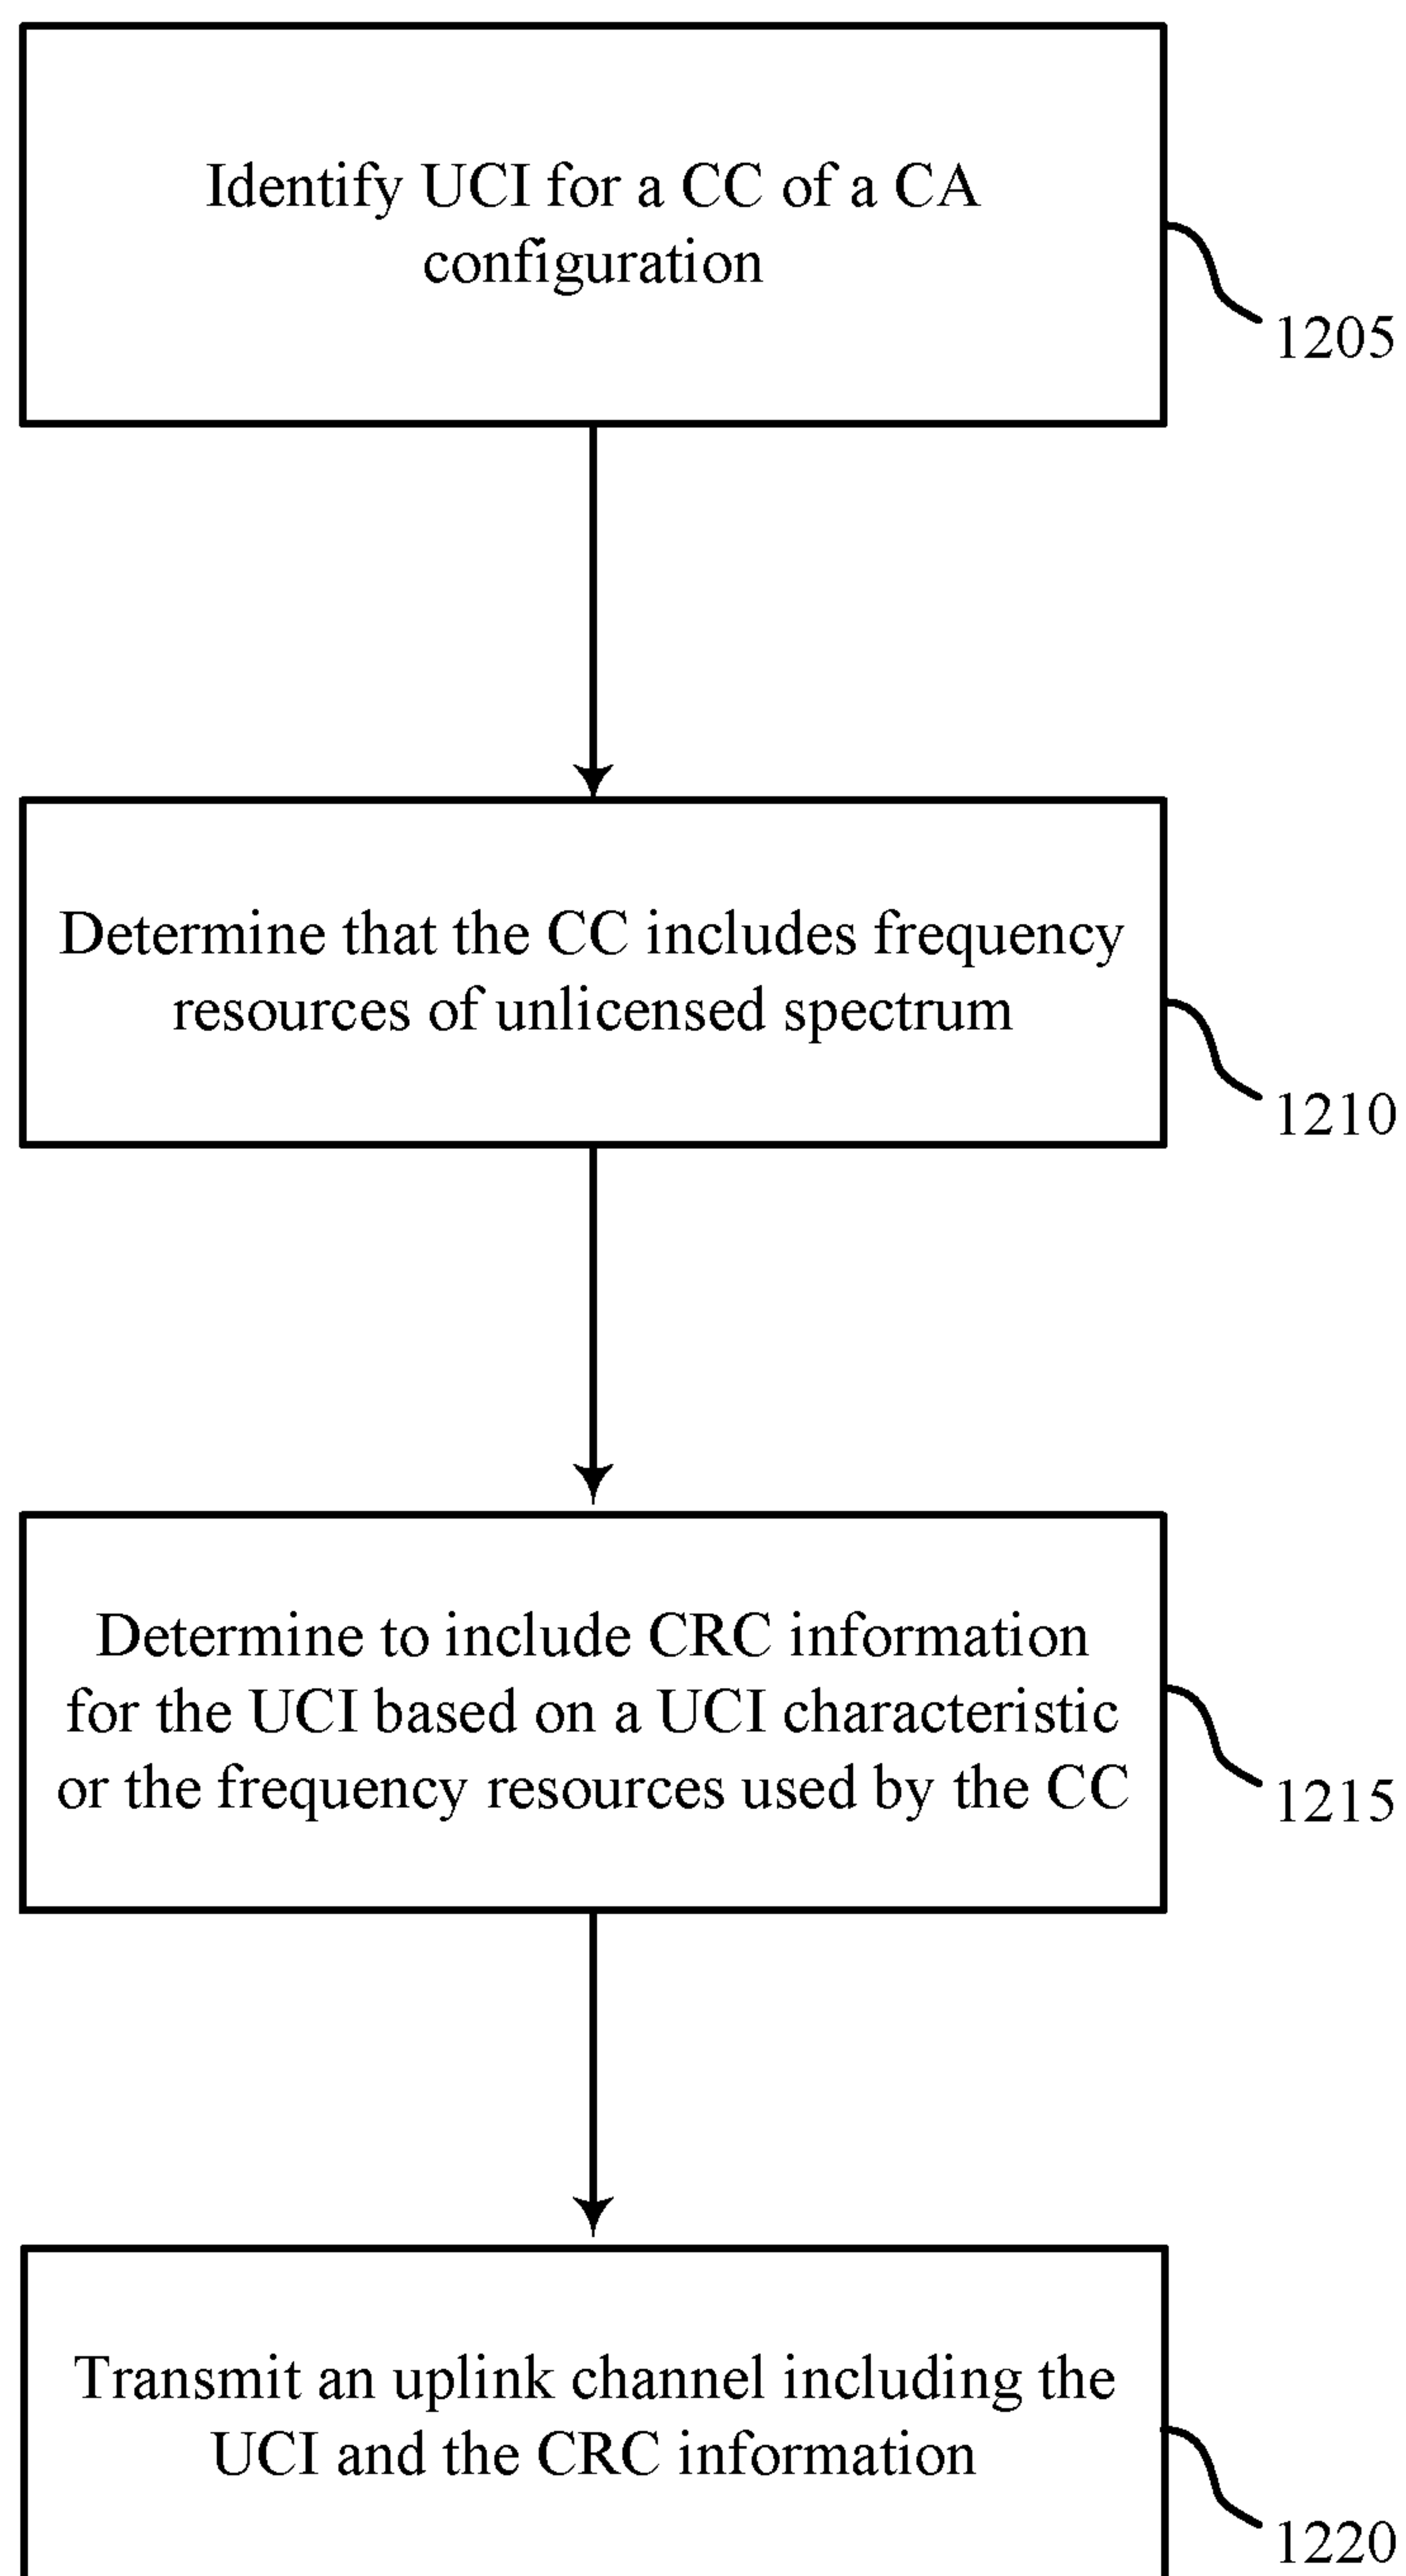 Identify UCI for a CC of a CA
configuration
1205
Determine that the CC includes frequency
resources of unlicensed spectrum
1210
Determine to include CRC information
for the UCI based on a UCI characteristic
or the frequency resources used by the CC
1215
Transmit an uplink channel including the
UCI and the CRC information
1220